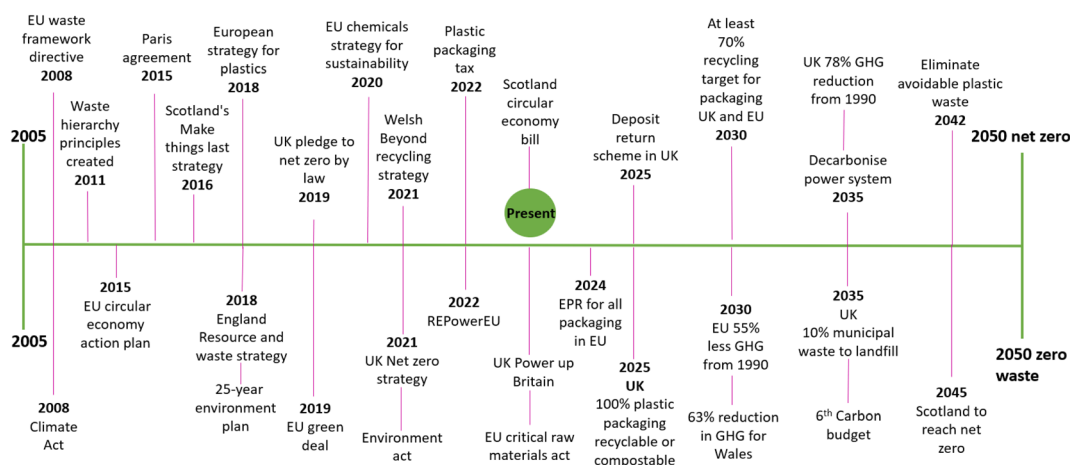 EU waste
framework
directive
2008
Waste
hierarchy
principles
created
2011
Paris
agreement
2015
Scotland's
Make
things last
strategy
2016
European
strategy for
plastics
2018
UK pledge to
net zero by
law
2019
EU chemicals
strategy for
sustainability
2020
Welsh
Beyond
recycling
strategy
2021
Plastic
packaging
tax
2022
Scotland
circular
economy
bill
Deposit
return
scheme in UK
2025
At least
70%
recycling
target for
packaging
UK and EU
2030
UK 78% GHG
reduction
from 1990
Decarbonise
power system
2035
Eliminate
avoidable plastic
waste
2042
2005
2050 net zero
Present
2005
2050 zero
waste
2008
Climate
Act
2015
EU circular
economy
action plan
2018
England
Resource and
waste strategy
25-year
environment
plan
2019
EU green
deal
2021
UK Net zero
strategy
Environment
act
2022
REPowerEU
UK Power up
Britain
EU critical raw
materials act
2024
EPR for all
packaging
in EU
2025
UK
100% plastic
packaging
recyclable or
compostable
2030
EU 55%
less GHG
from 1990
63% reduction
in GHG for
Wales
2035
UK
10% municipal
waste to landfill
6th Carbon
budget
2045
Scotland to
reach net
zero